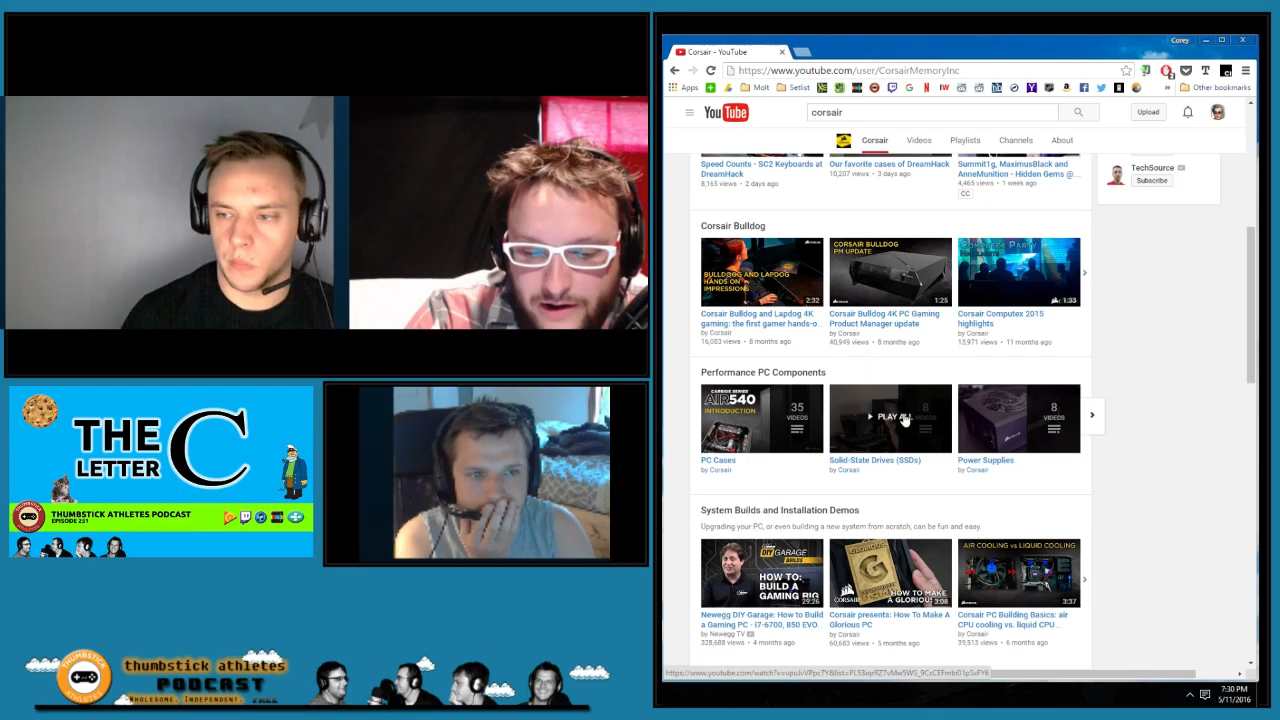 Corey
Corsair - YouTube
https://www.youtube.com/user/CorsairMemoryInc
Apps
Molt
Setlist
Other bookmarks
YouTube
corsair
Upload
Corsair
Videos
Playlists
Channels
About
Speed Counts - SC2 Keyboards at DreamHack
8,165 views • 2 days ago
Our favorite cases of DreamHack
10,207 views • 3 days ago
Summit1g, MaximusBlack and
AnneMunition - Hidden Gems @...
4,465 views • 1 week ago
CC
TechSource
Subscribe
Corsair Bulldog
BULLDOG AND LAPDOG
HANDS ON
IMPRESSIONS
2:32
CORSAIR BULLDOG
PM UPDATE
1:25
1:33
Corsair Bulldog and Lapdog 4K
gaming: the first gamer hands-o...
by Corsair
16,083 views • 8 months ago
Corsair Bulldog 4K PC Gaming
Product Manager update
by Corsair
40,949 views • 8 months ago
Corsair Computex 2015
highlights
by Corsair
13,971 views • 11 months ago
Performance PC Components
CARBIDE SERIES
AIR540
INTRODUCTION
35
VIDEOS
PLAY ALL
8
VIDEOS
8
VIDEOS
PC Cases
by Corsair
Solid-State Drives (SSDs)
by Corsair
Power Supplies
by Corsair
System Builds and Installation Demos
Upgrading your PC, or even building a new system from scratch, can be fun and easy.
DIY GARAGE
BUILDS
HOW TO:
BUILD A
GAMING RIG
29:26
GLORIOUS
G
CORSAIR
HOW TO MAKE
A GLORIOUS
3:08
AIR COOLING vs LIQUID COOLING
3:37
Newegg DIY Garage: How to Build
a Gaming PC - i7-6700, 850 EVO...
by Newegg TV
328,688 views • 4 months ago
Corsair presents: How To Make A
Glorious PC
by Corsair
60,683 views • 5 months ago
Corsair PC Building Basics: air
CPU cooling vs. liquid CPU...
by Corsair
39,513 views • 6 months ago
7:30 PM
5/11/2016
THE
LETTER
C
THUMBSTICK ATHLETES PODCAST
EPISODE 251
THUMBSTICK
ATHLETES
thumbstick athletes
PODCAST
WHOLESOME. INDEPENDENT. FREE